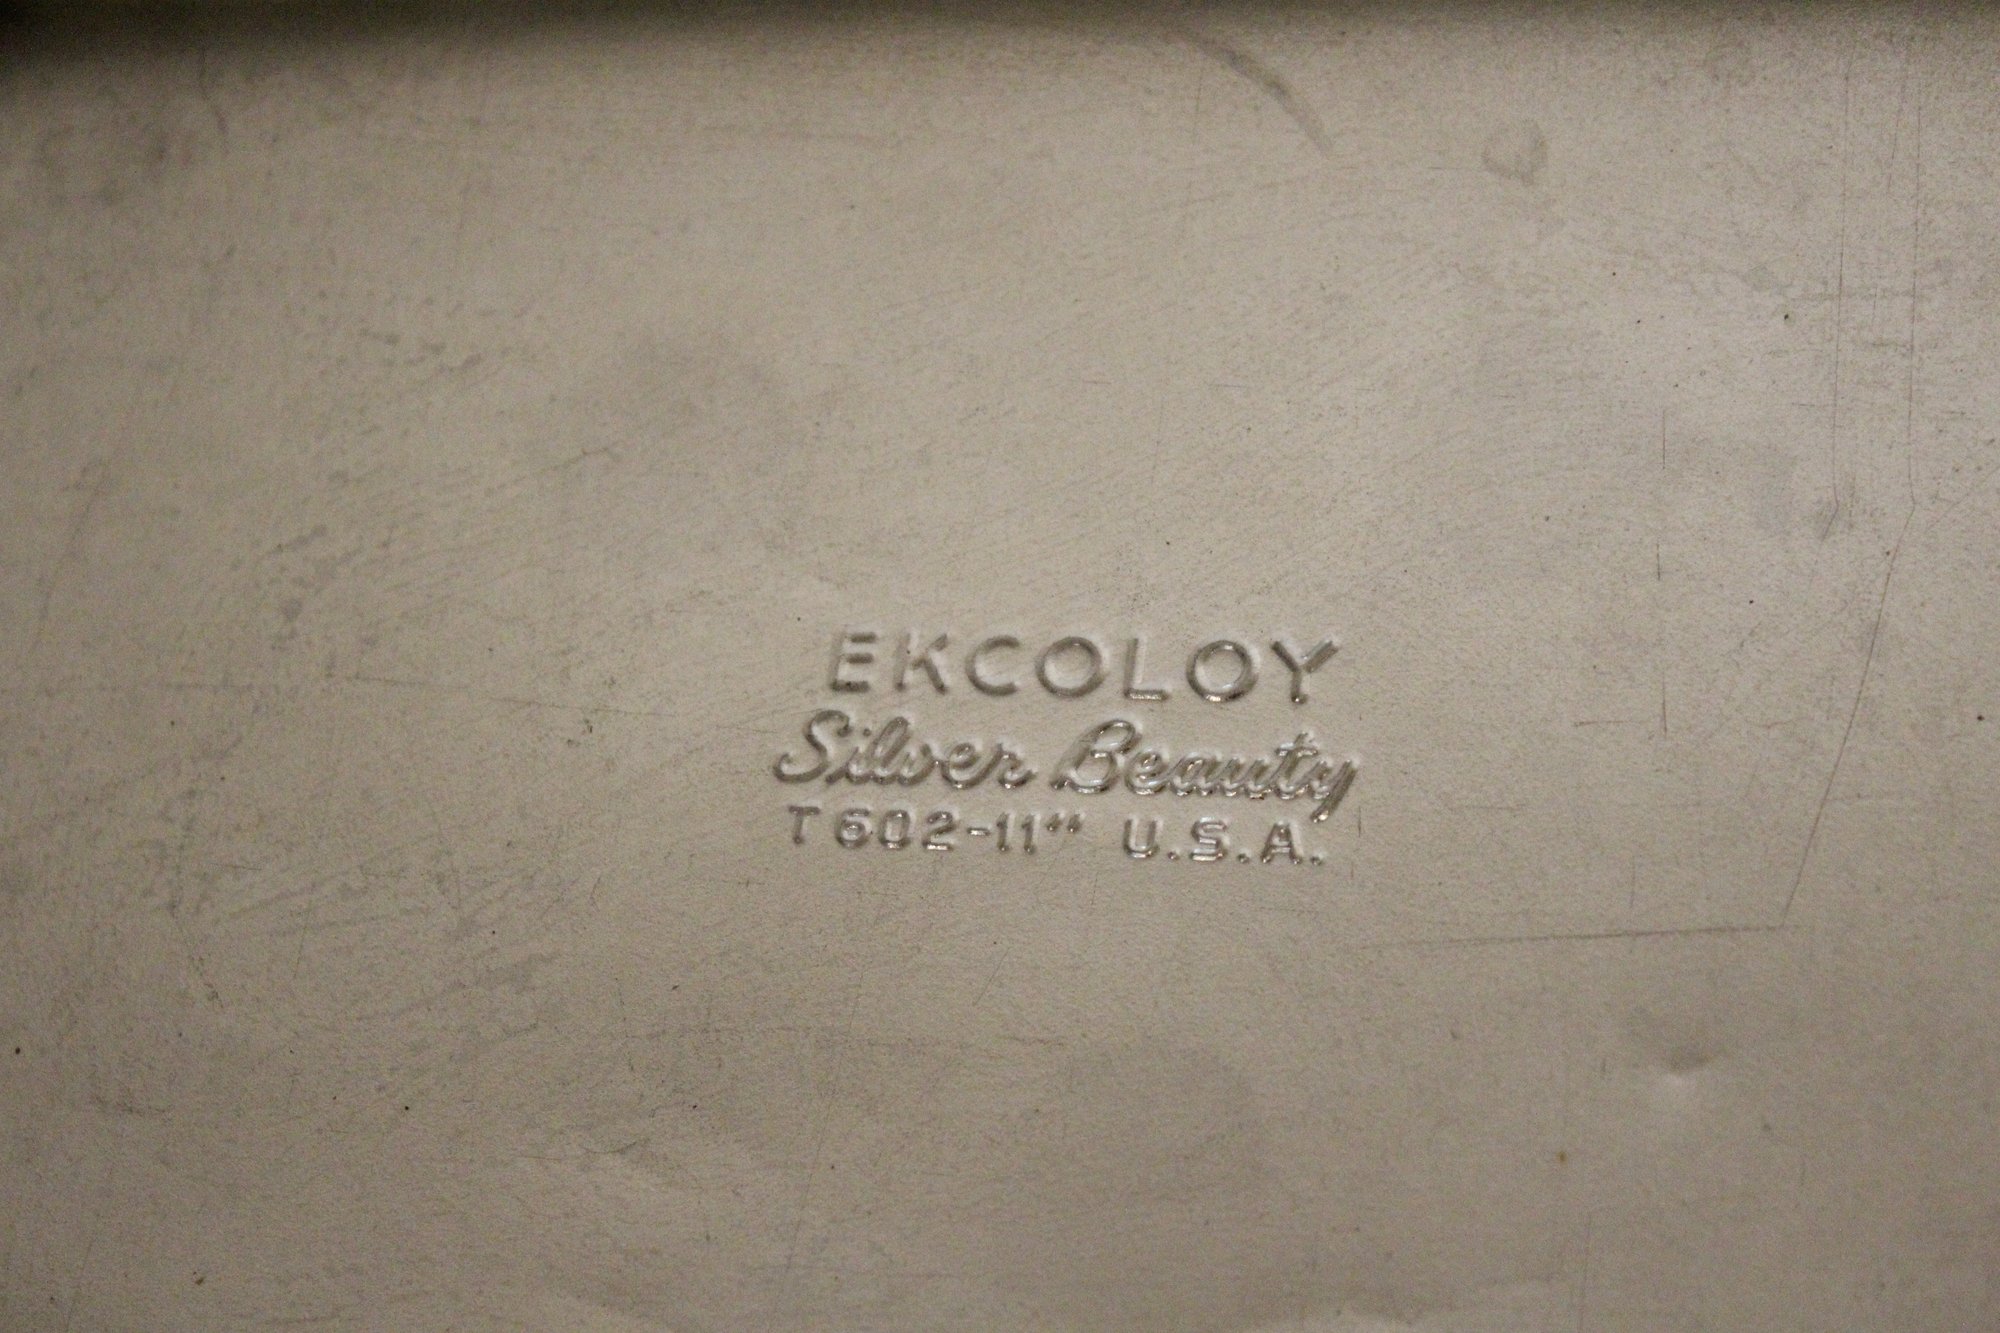 EKCOLOY
Silver Beauty
T602-11" U.S.A.